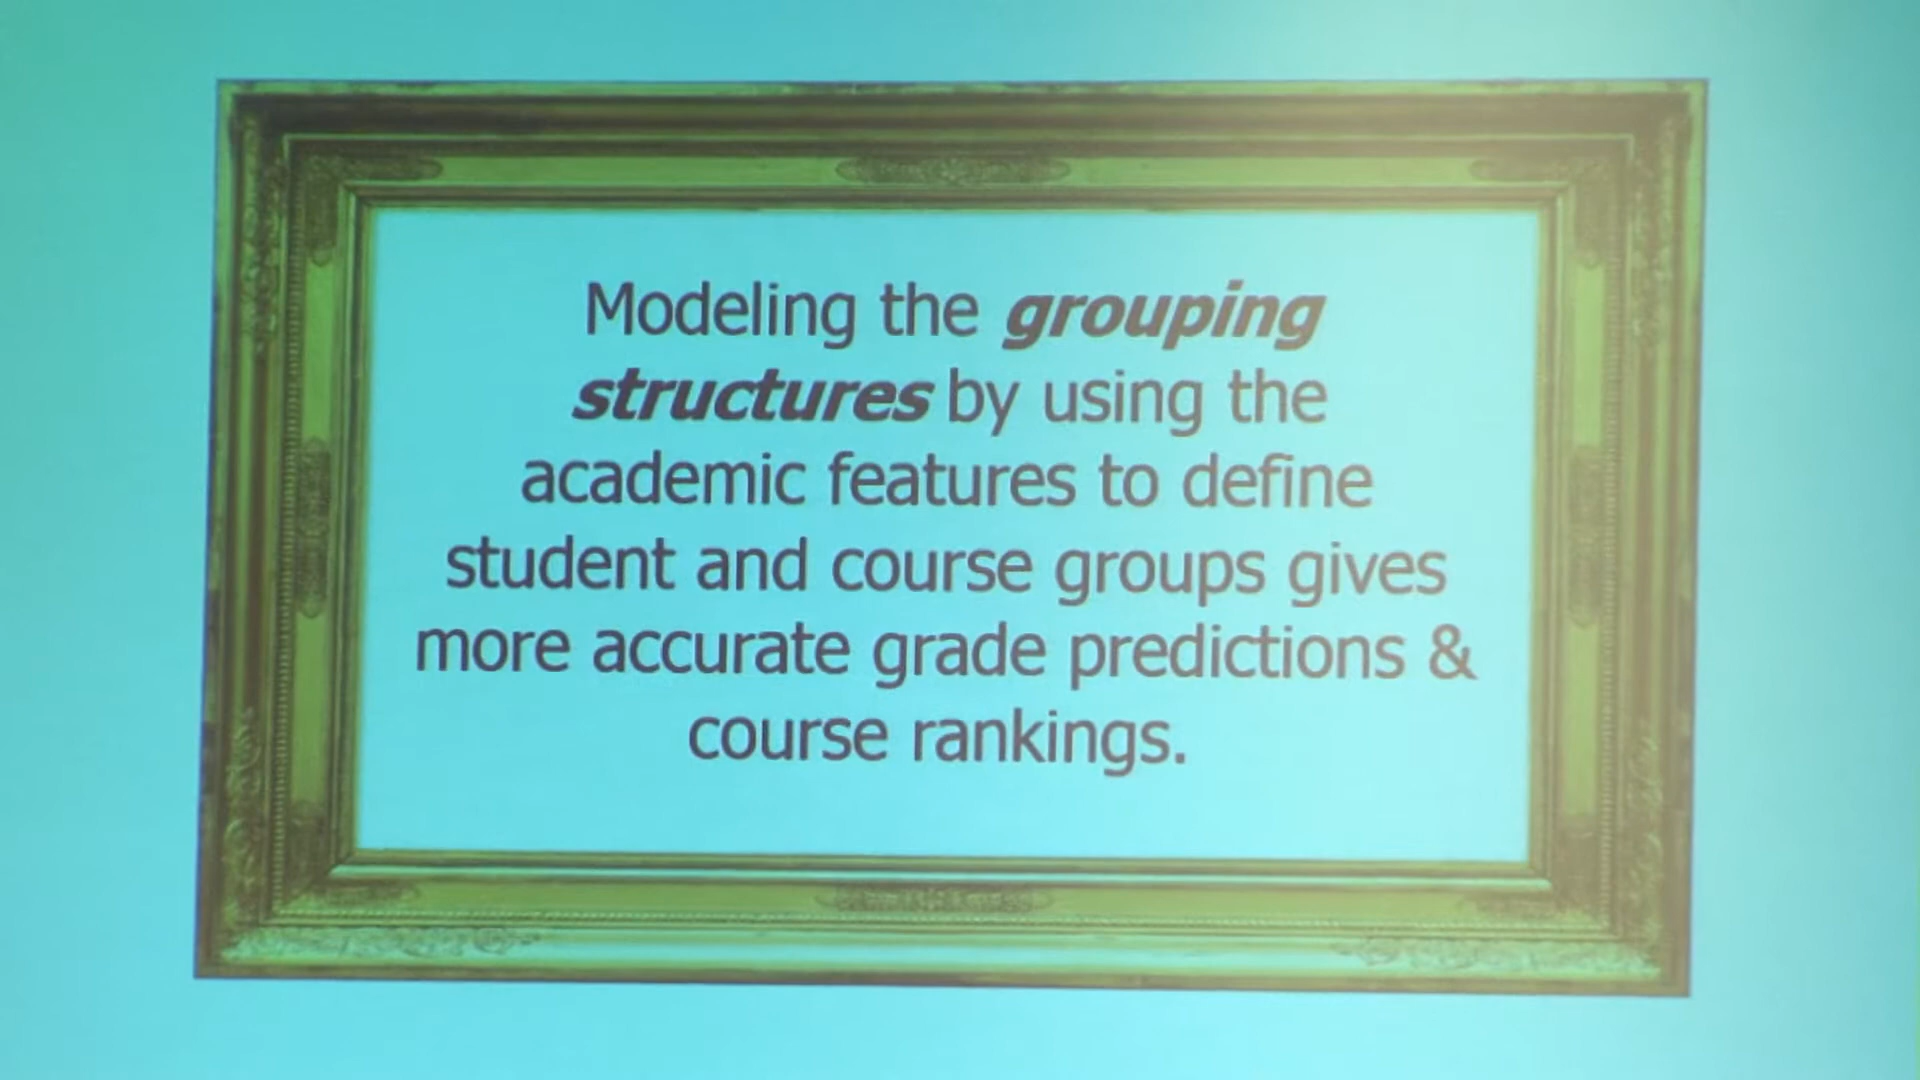 Modeling the grouping
structures by using the
academic features to define
student and course groups gives
more accurate grade predictions &
course rankings.